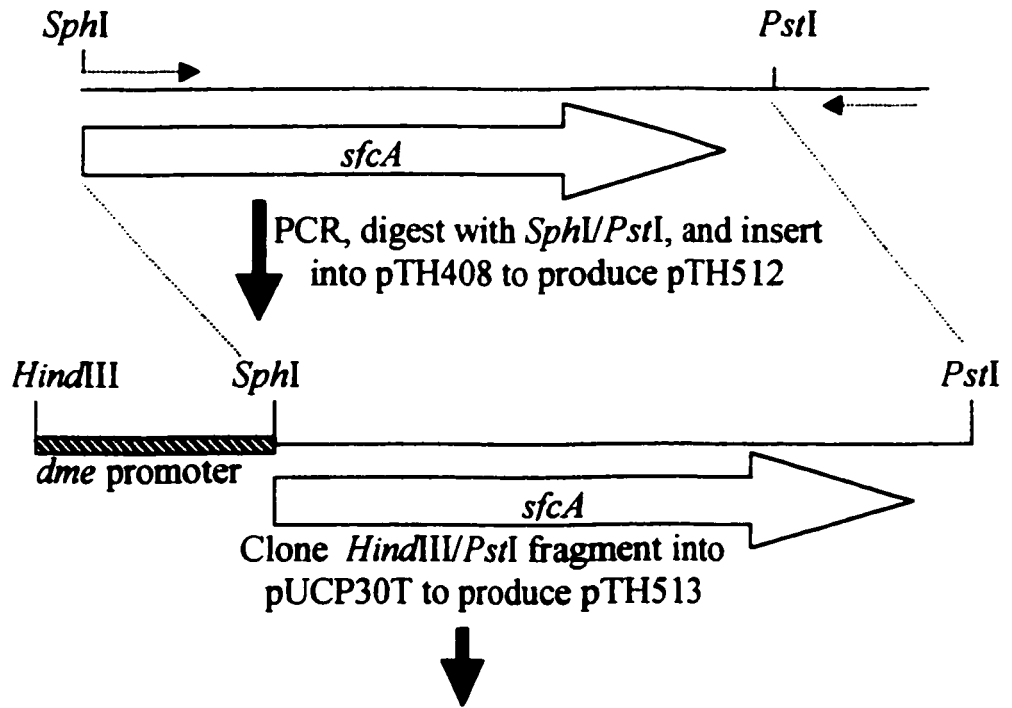 SphI PstI
sfcA
PCR, digest with SphI/PstI, and insert
into pTH408 to produce pTH512
HindIII SphI PstI
dme promoter
sfcA
Clone HindIII/PstI fragment into
pUCP30T to produce pTH513